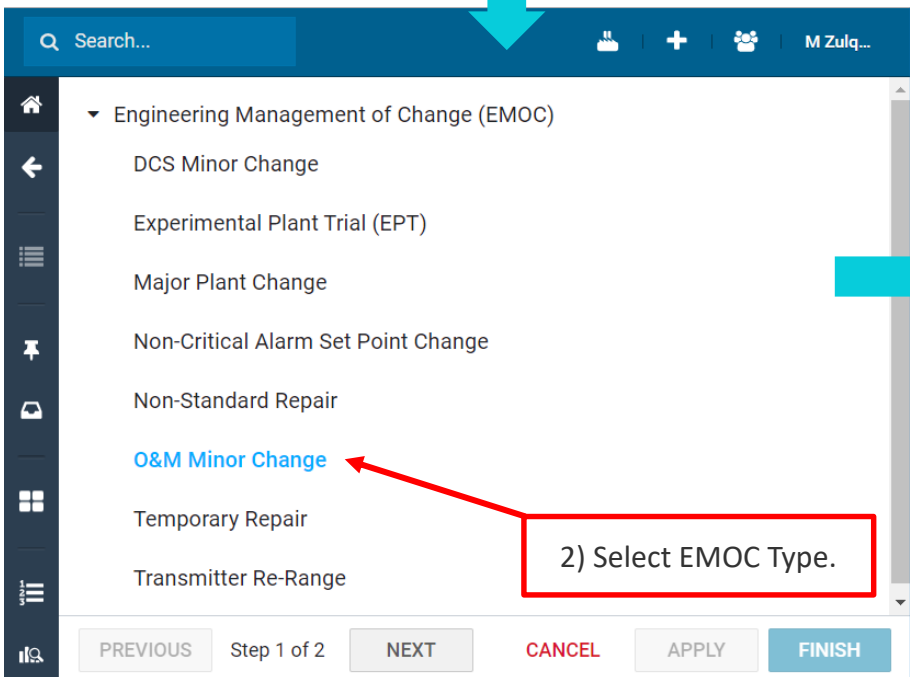 Search...
M Zulq...
Engineering Management of Change (EMOC)
DCS Minor Change
Experimental Plant Trial (EPT)
Major Plant Change
Non-Critical Alarm Set Point Change
Non-Standard Repair
O&M Minor Change
Temporary Repair
2) Select EMOC Type.
Transmitter Re-Range
PREVIOUS Step 1 of 2 NEXT CANCEL APPLY FINISH